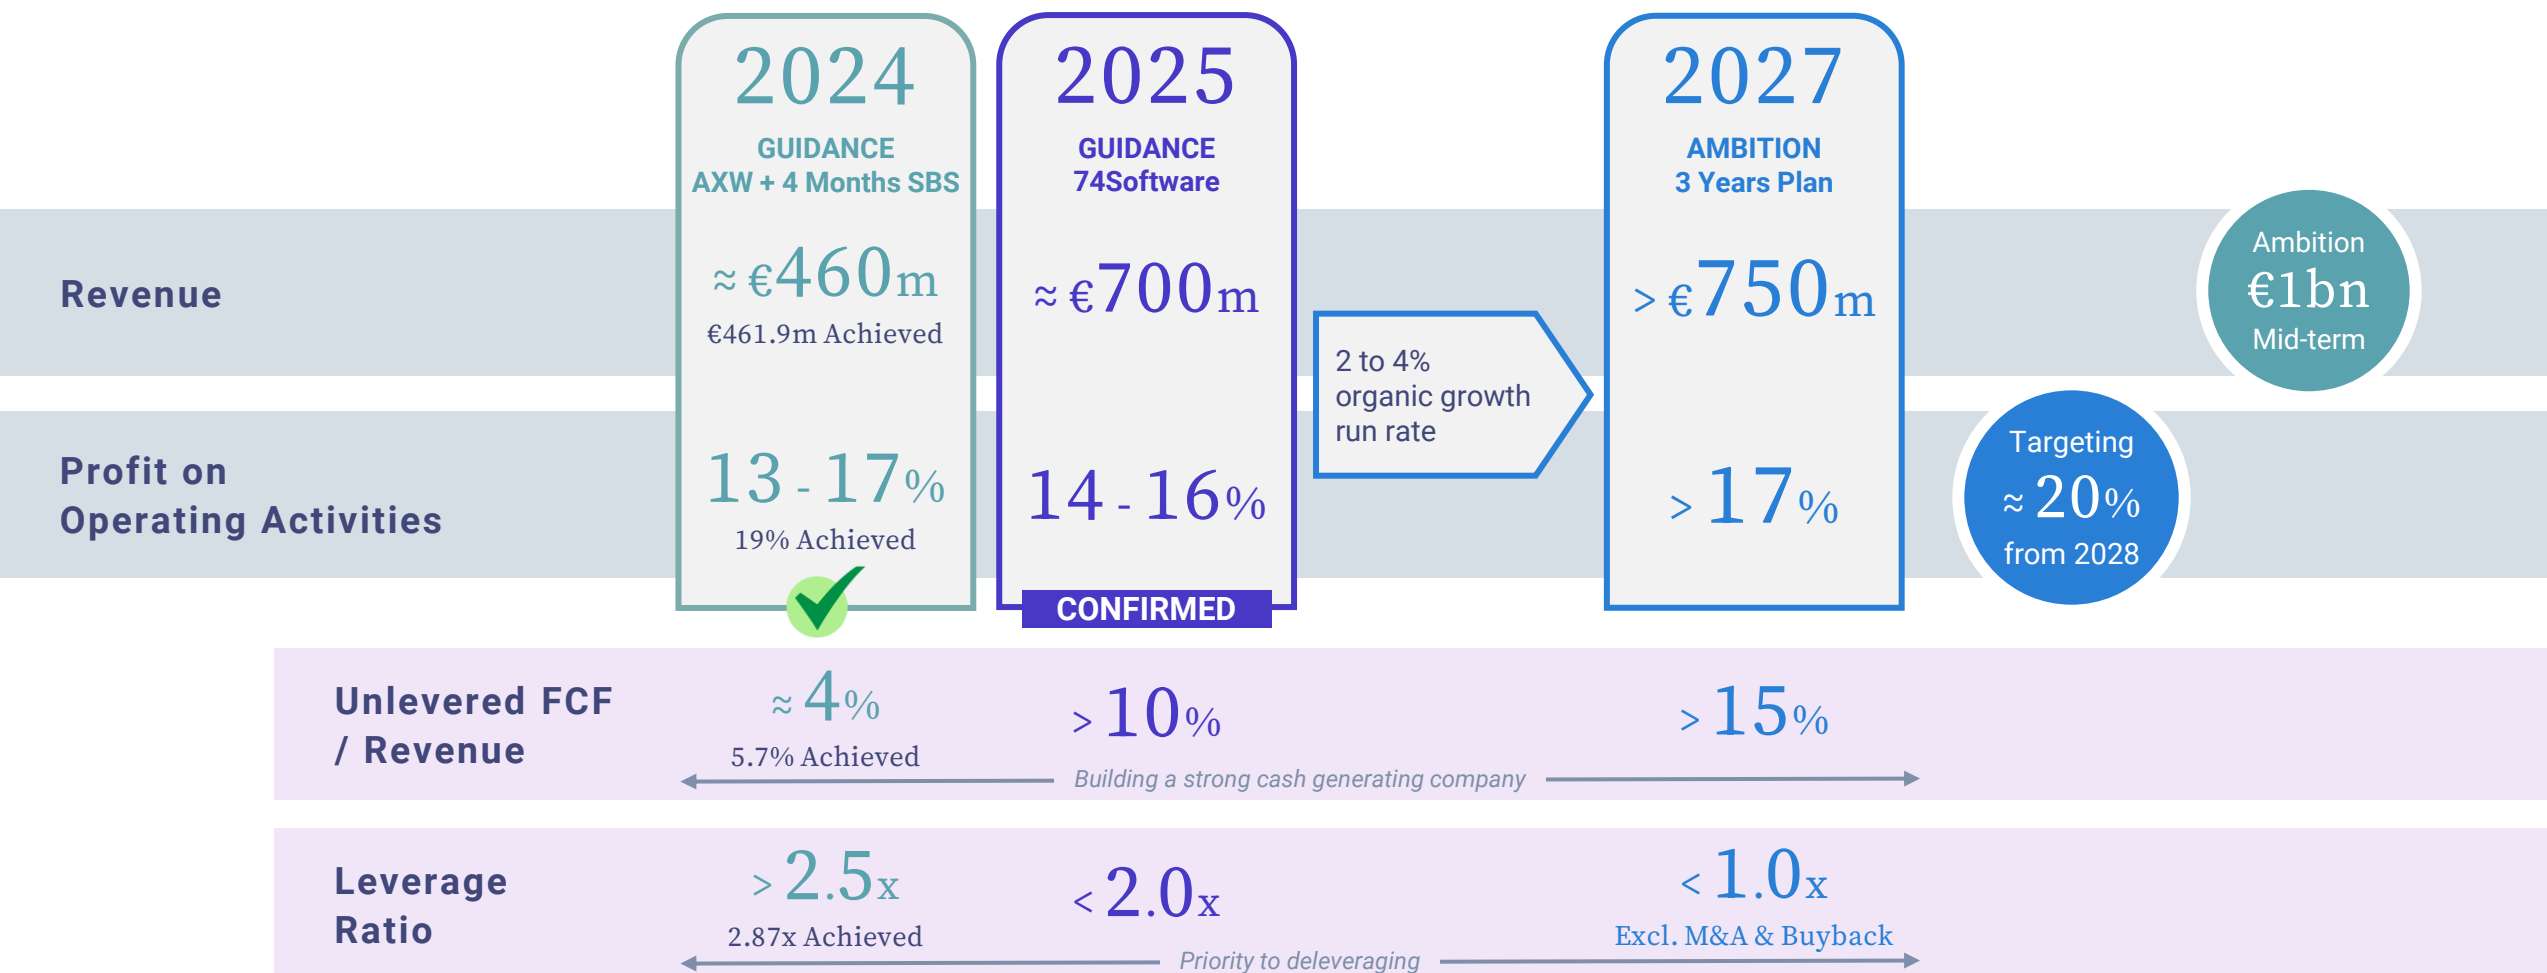 2024
GUIDANCE
AXW + 4 Months SBS
2025
GUIDANCE
74Software
2027
AMBITION
3 Years Plan
Revenue
≈ €460m
€461.9m Achieved
≈ €700m
> €750m
Ambition
€1bn
Mid-term
2 to 4%
organic growth
run rate
Profit on
Operating Activities
13 - 17%
19% Achieved
14 - 16%
CONFIRMED
> 17%
Targeting
≈ 20%
from 2028
Unlevered FCF
/ Revenue
≈ 4%
5.7% Achieved
> 10%
> 15%
Building a strong cash generating company
Leverage
Ratio
> 2.5x
2.87x Achieved
< 2.0x
< 1.0x
Excl. M&A & Buyback
Priority to deleveraging